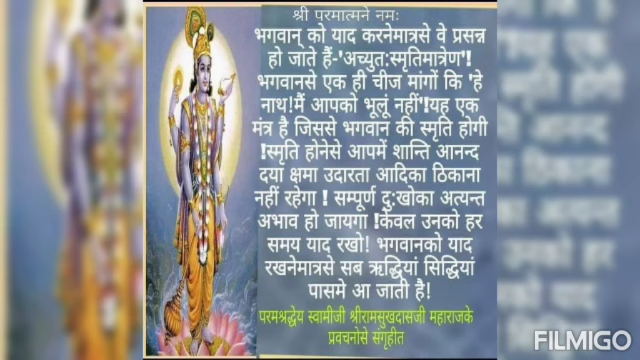 श्री परमात्मने नमः
भगवान् को याद करनेमात्रसे वे प्रसन्न
हो जाते हैं-'अच्युत:स्मृतिमात्रेण'!
भगवानसे एक ही चीज मांगों कि 'हे
नाथ!मैं आपको भूलूं नहीं'!यह एक
मंत्र है जिससे भगवान की स्मृति होगी
!स्मृति होनेसे आपमें शान्ति आनन्द
दया क्षमा उदारता आदिका ठिकाना
नहीं रहेगा ! सम्पूर्ण दु:खोका अत्यन्त
अभाव हो जायगा !केवल उनको हर
समय याद रखो! भगवानको याद
रखनेमात्रसे सब ऋद्धियां सिद्धियां
पासमे आ जाती है!
परमश्रद्धेय स्वामीजी श्रीरामसुखदासजी महाराजके
प्रवचनोसे संगृहीत
FILMIGO